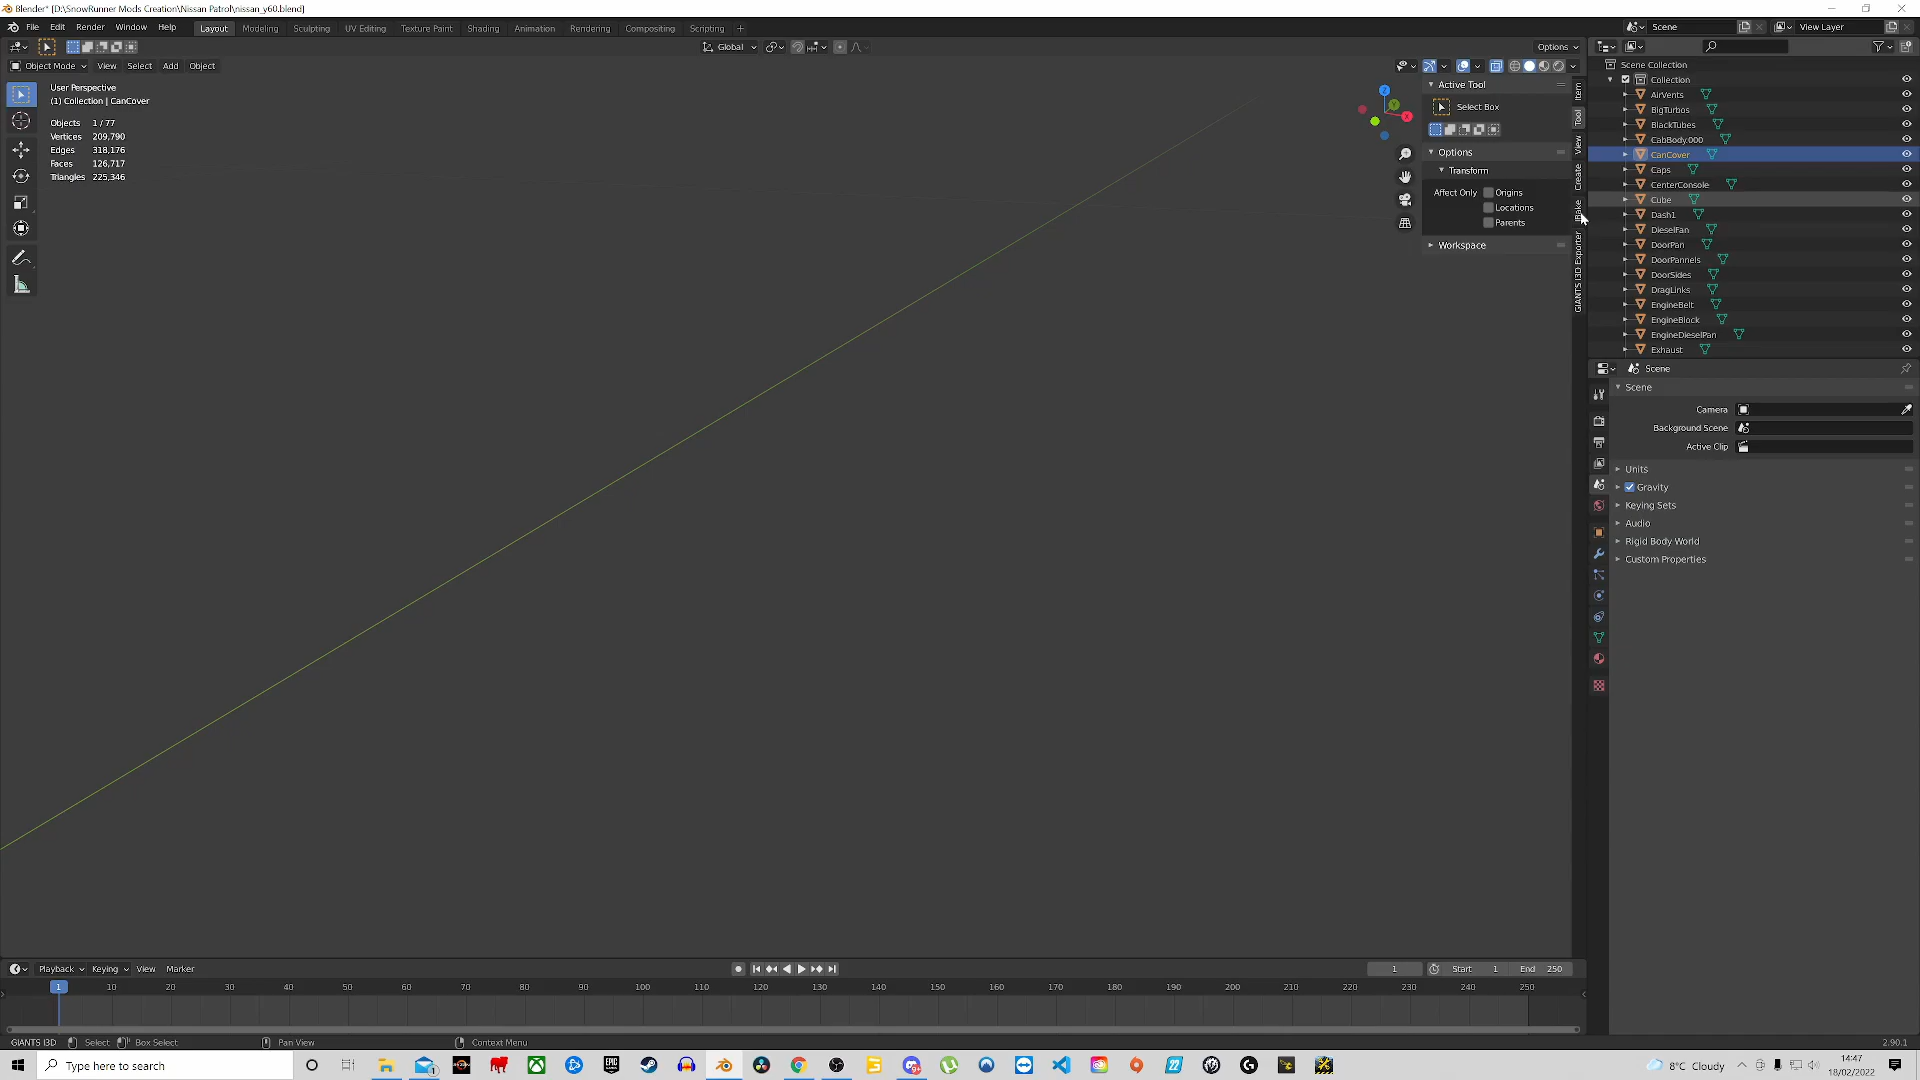 Blender* [D:\SnowRunner Mods Creation\Nissan Patrol\nissan_y60.blend]
File Edit Render Window Help Layout Modeling Sculpting UV Editing Texture Paint Shading Animation Rendering Compositing Scripting + Scene View Layer
Global Options
Object Mode View Select Add Object
User Perspective
(1) Collection | CanCover
Objects 1 / 77
Vertices 209,790
Edges 318,176
Faces 126,717
Triangles 225,346
Z
Y
X
Active Tool
Select Box
Options
Transform
Affect Only Origins
Locations
Parents
Workspace
Item
Tool
View
Create
GIANTS I3D Exporter
Scene Collection
Collection
AirVents
BigTurbos
BlackTubes
CabBody.000
CanCover
Caps
CenterConsole
Cube
Dash1
DieselFan
DoorPan
DoorPannels
DoorSides
DragLinks
EngineBelt
EngineBlock
EngineDieselPan
Exhaust
Scene
Scene
Camera
Background Scene
Active Clip
Units
Gravity
Keying Sets
Audio
Rigid Body World
Custom Properties
Playback Keying View Marker 1 Start 1 End 250
1 10 20 30 40 50 60 70 80 90 100 110 120 130 140 150 160 170 180 190 200 210 220 230 240 250
GIANTS I3D Select Box Select Pan View Context Menu 2.90.1
Type here to search
8°C Cloudy
14:47
18/02/2022